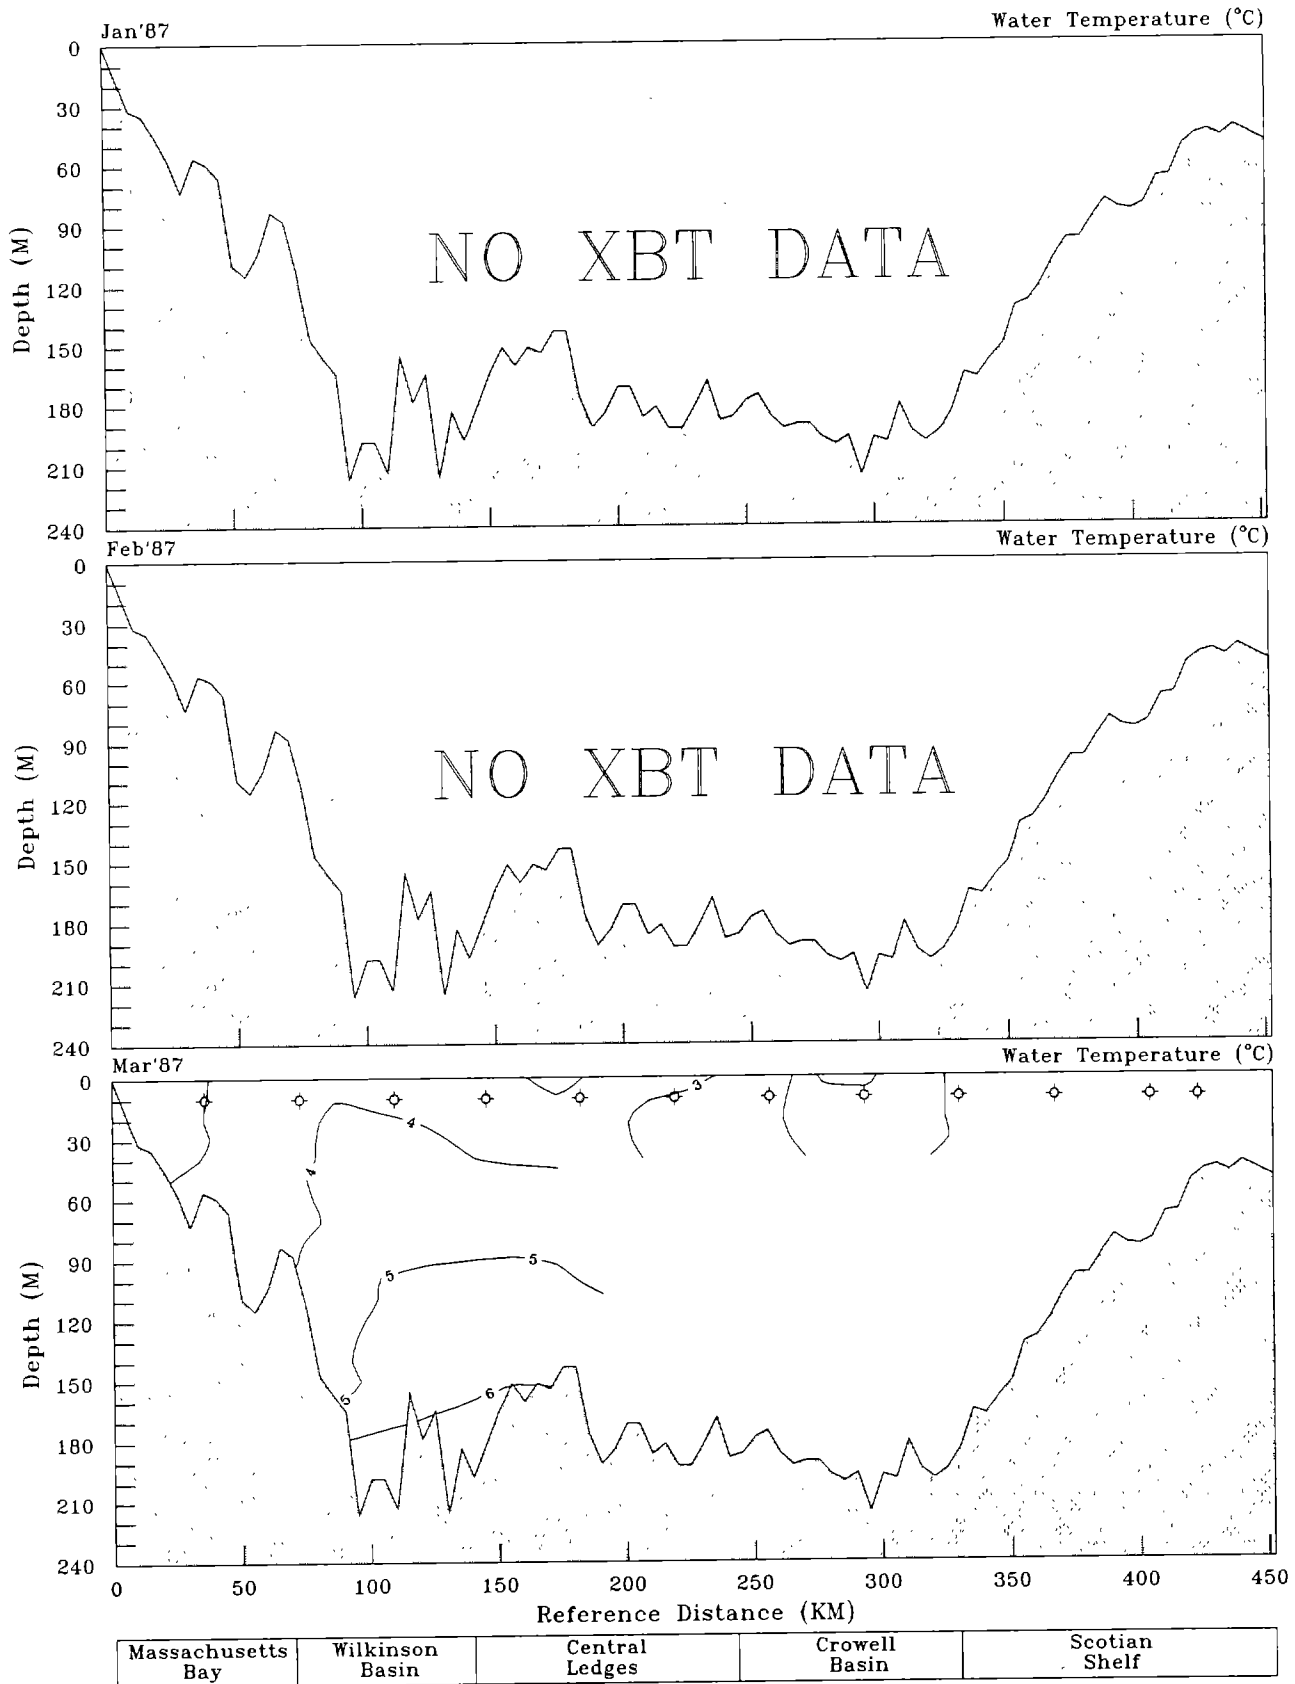 Jan'87 Water Temperature (°C)
0
30
60
90
120
150
180
210
240
Depth (M)
NO XBT DATA
Feb'87 Water Temperature (°C)
0
30
60
90
120
150
180
210
240
Depth (M)
NO XBT DATA
Mar'87 Water Temperature (°C)
0
30
60
90
120
150
180
210
240
Depth (M)
3
4
4
5
5
6
0 50 100 150 200 250 300 350 400 450
Reference Distance (KM)
Massachusetts Bay
Wilkinson Basin
Central Ledges
Crowell Basin
Scotian Shelf